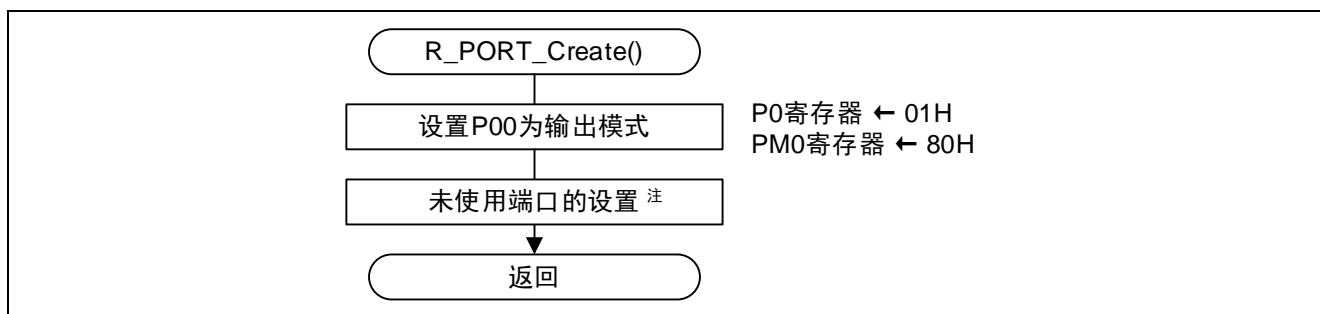 R_PORT_Create()
设置P00为输出模式
P0寄存器 ← 01H
PM0寄存器 ← 80H
未使用端口的设置 注
返回